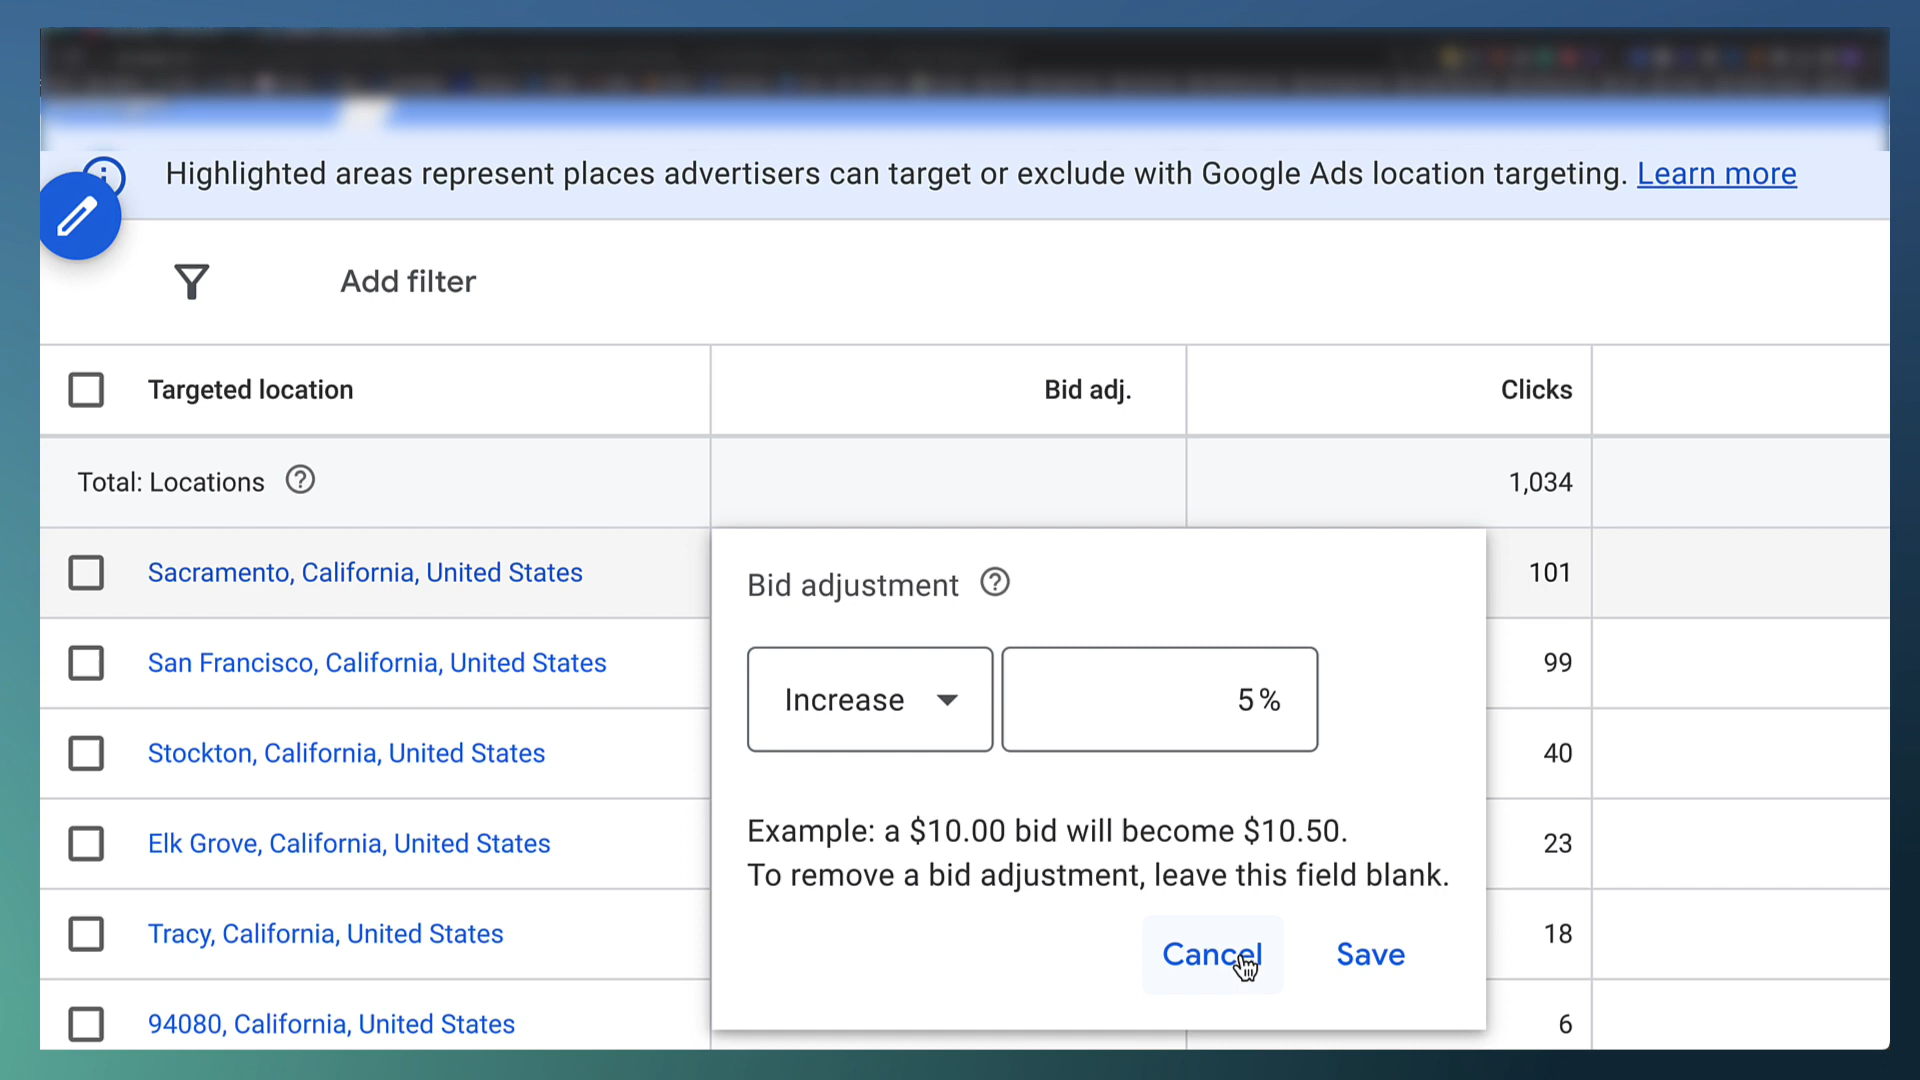 Highlighted areas represent places advertisers can target or exclude with Google Ads location targeting. Learn more
Add filter
Targeted location Bid adj. Clicks
Total: Locations 1,034
Sacramento, California, United States 101
San Francisco, California, United States 99
Stockton, California, United States 40
Elk Grove, California, United States 23
Tracy, California, United States 18
94080, California, United States 6
Bid adjustment
Increase 5%
Example: a $10.00 bid will become $10.50.
To remove a bid adjustment, leave this field blank.
Cancel Save